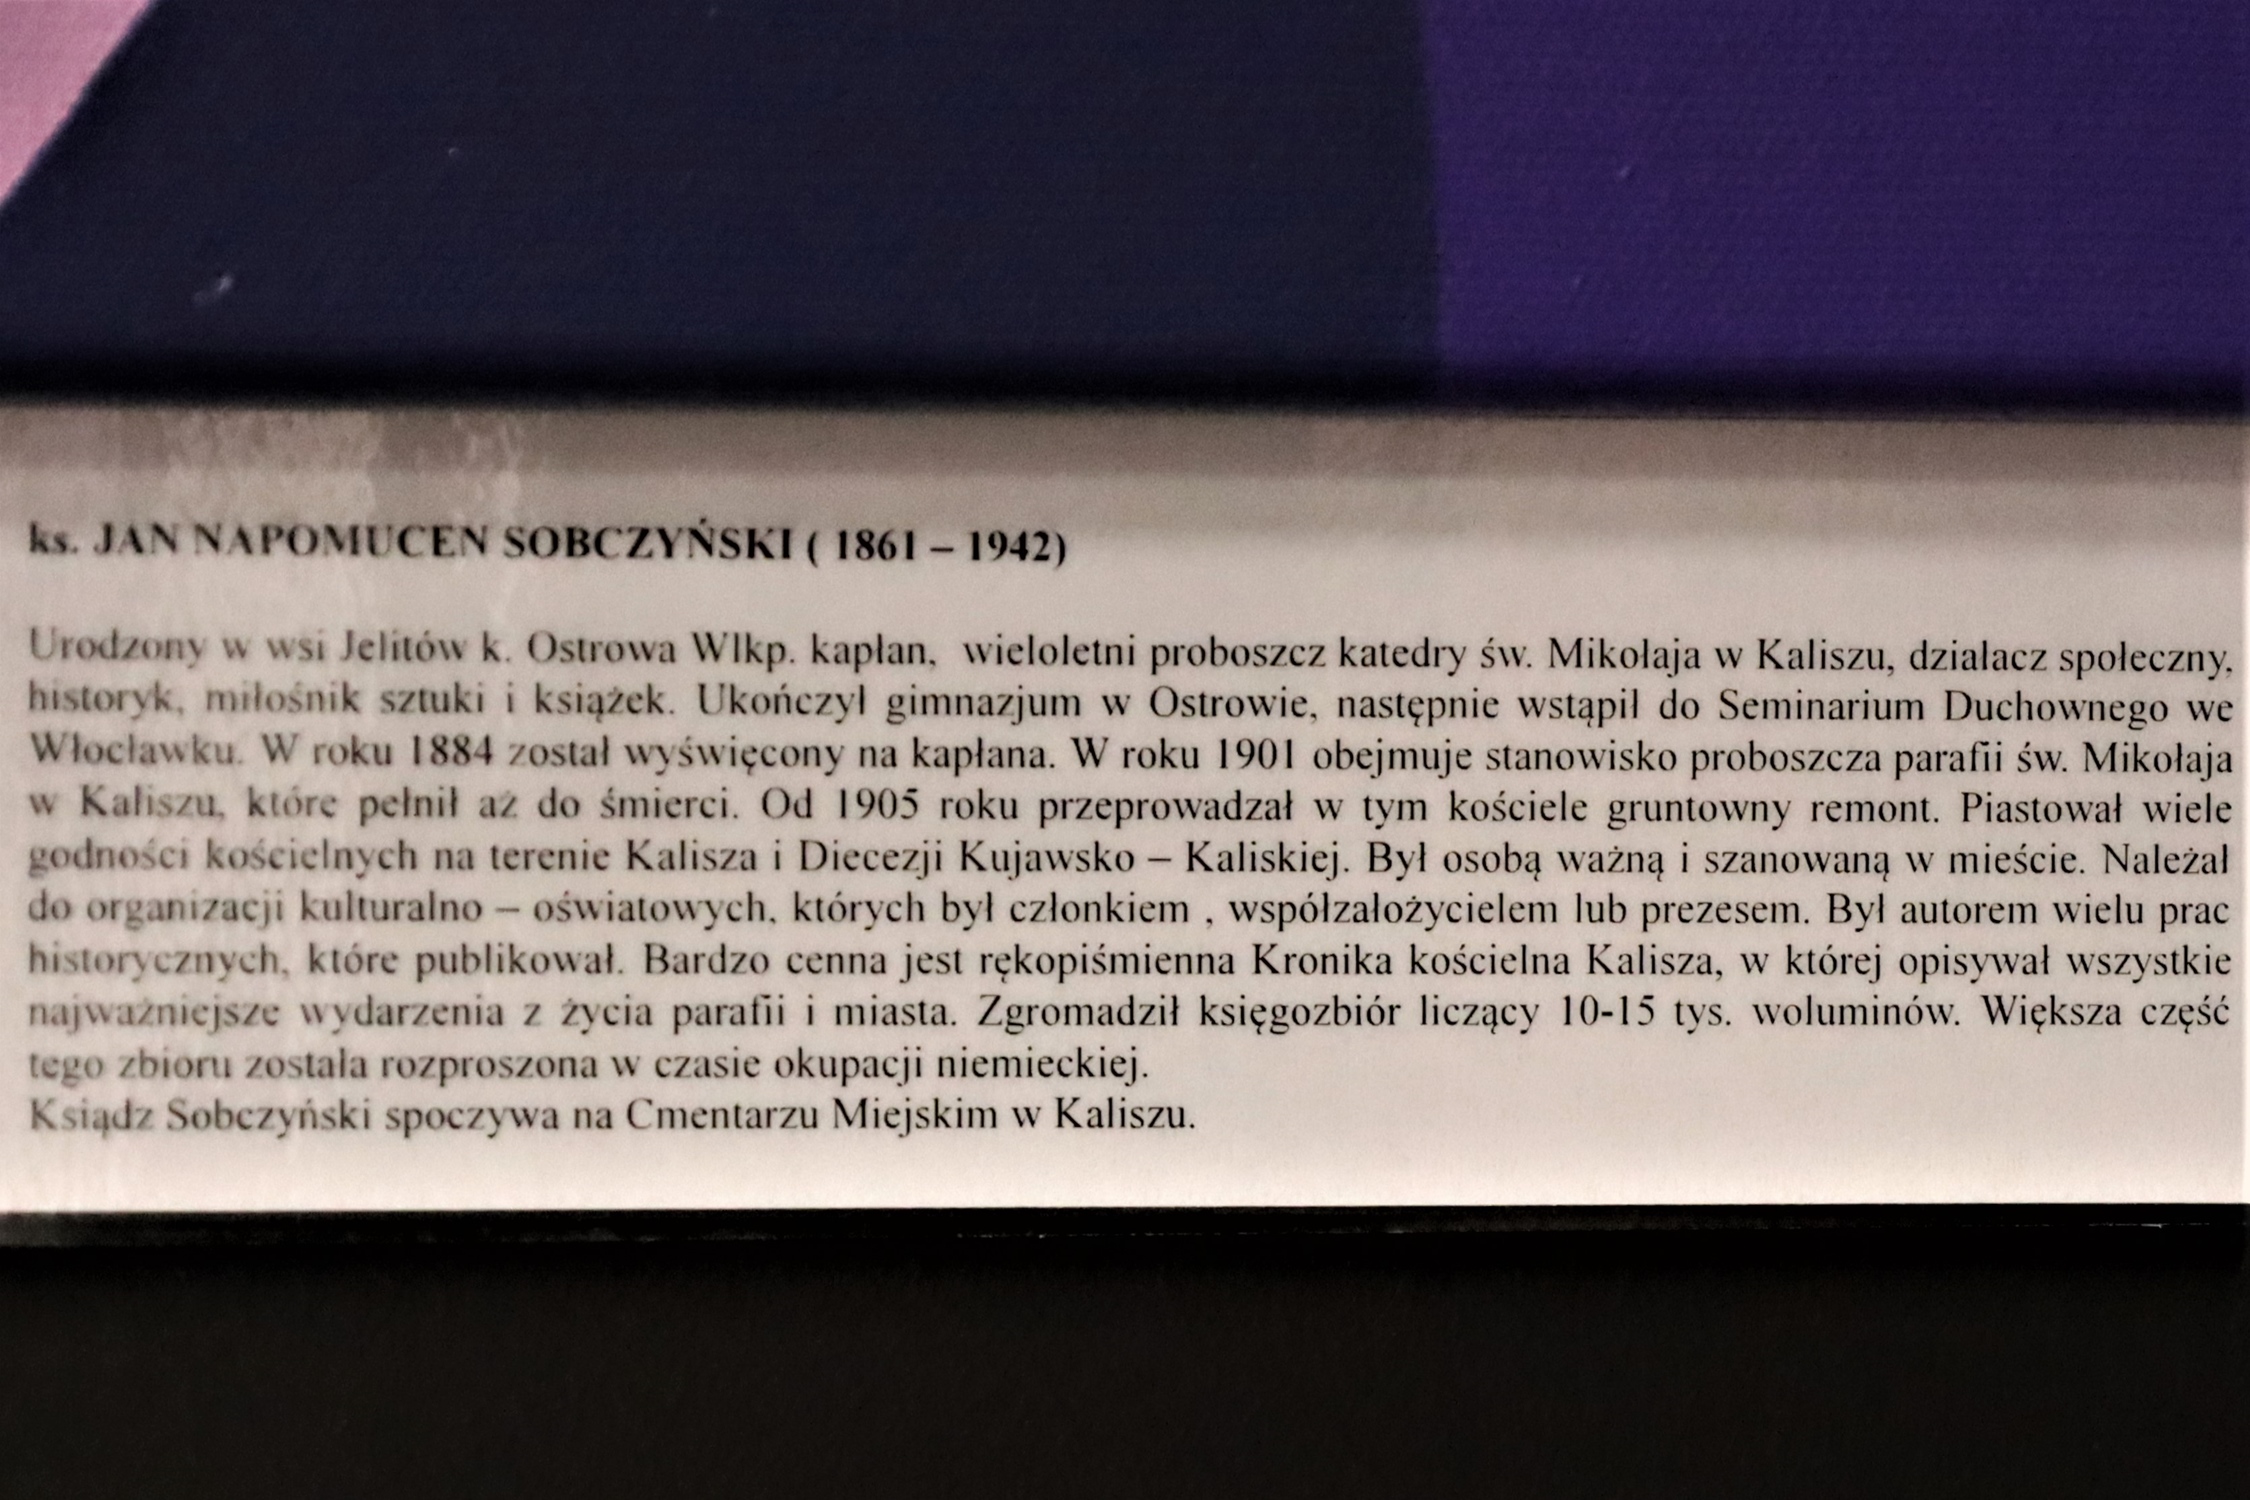 ks. JAN NAPOMUCEN SOBCZYŃSKI ( 1861 – 1942)
Urodzony w wsi Jelitów k. Ostrowa Wlkp. kapłan, wieloletni proboszcz katedry św. Mikołaja w Kaliszu, działacz społeczny,
historyk, miłośnik sztuki i książek. Ukończył gimnazjum w Ostrowie, następnie wstąpił do Seminarium Duchownego we
Włocławku. W roku 1884 został wyświęcony na kapłana. W roku 1901 obejmuje stanowisko proboszcza parafii św. Mikołaja
w Kaliszu, które pełnił aż do śmierci. Od 1905 roku przeprowadzał w tym kościele gruntowny remont. Piastował wiele
godności kościelnych na terenie Kalisza i Diecezji Kujawsko – Kaliskiej. Był osobą ważną i szanowaną w mieście. Należał
do organizacji kulturalno – oświatowych, których był członkiem , współzałożycielem lub prezesem. Był autorem wielu prac
historycznych, które publikował. Bardzo cenna jest rękopiśmienna Kronika kościelna Kalisza, w której opisywał wszystkie
najważniejsze wydarzenia z życia parafii i miasta. Zgromadził księgozbiór liczący 10-15 tys. woluminów. Większa część
tego zbioru została rozproszona w czasie okupacji niemieckiej.
Ksiądz Sobczyński spoczywa na Cmentarzu Miejskim w Kaliszu.